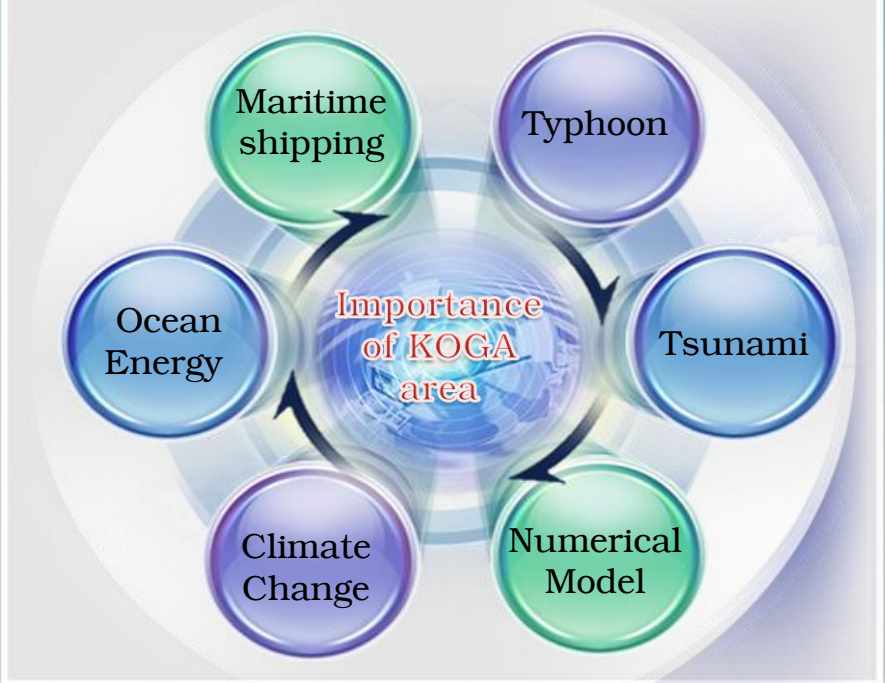 Maritime
shipping
Typhoon
Ocean
Energy
Importance
of KOGA
area
Tsunami
Climate
Change
Numerical
Model